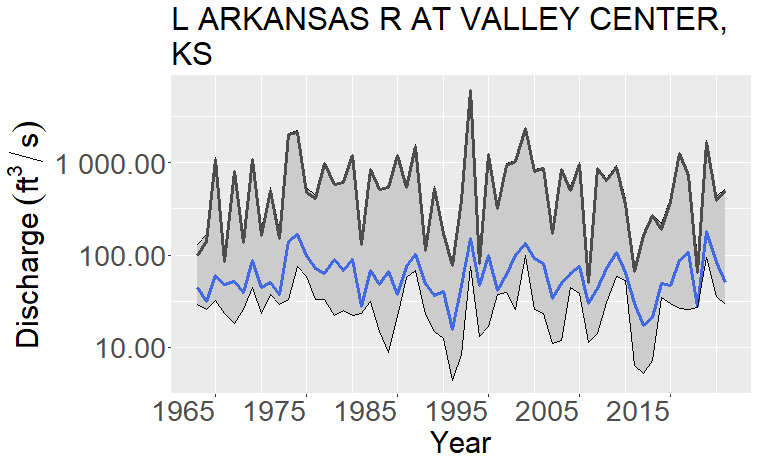 L ARKANSAS R AT VALLEY CENTER,
KS
Discharge (ft³/s)
1 000.00
100.00
10.00
1965 1975 1985 1995 2005 2015
Year